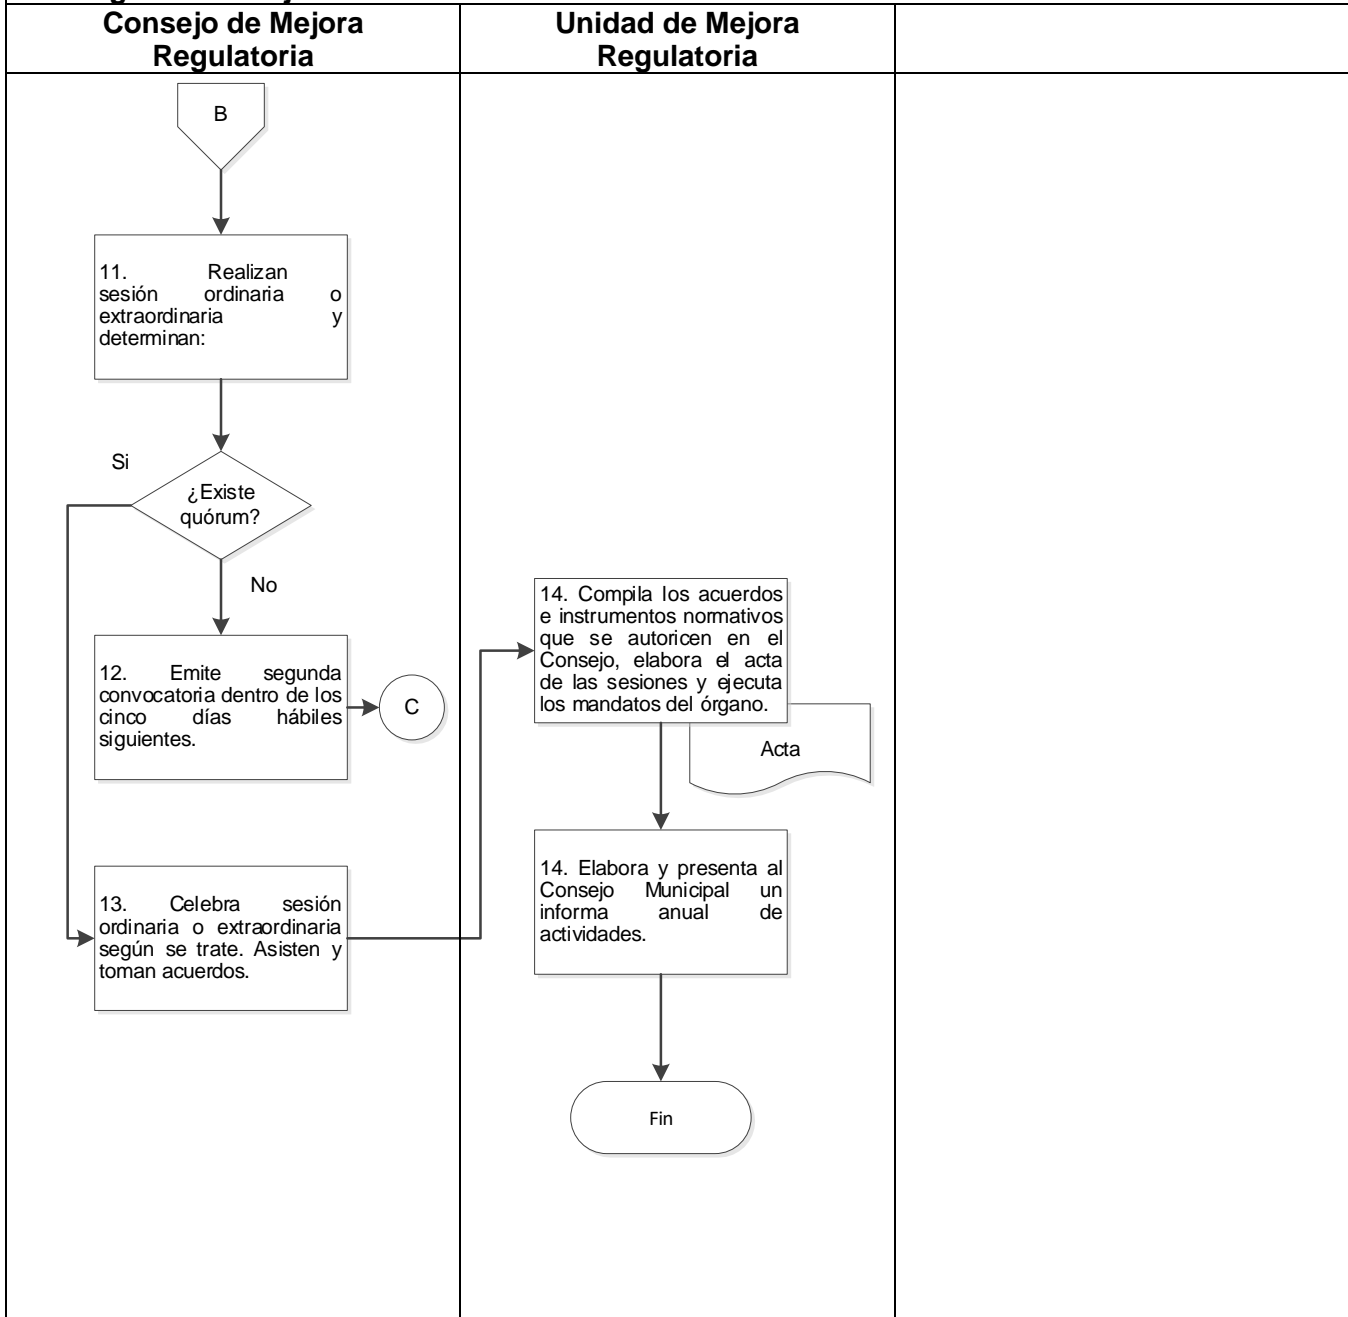 Consejo de Mejora
Regulatoria
Unidad de Mejora
Regulatoria
B
11. Realizan
sesión ordinaria o
extraordinaria y
determinan:
Si
¿Existe
quórum?
No
12. Emite segunda
convocatoria dentro de los
cinco días hábiles
siguientes.
C
13. Celebra sesión
ordinaria o extraordinaria
según se trate. Asisten y
toman acuerdos.
14. Compila los acuerdos
e instrumentos normativos
que se autoricen en el
Consejo, elabora el acta
de las sesiones y ejecuta
los mandatos del órgano.
Acta
14. Elabora y presenta al
Consejo Municipal un
informa anual de
actividades.
Fin